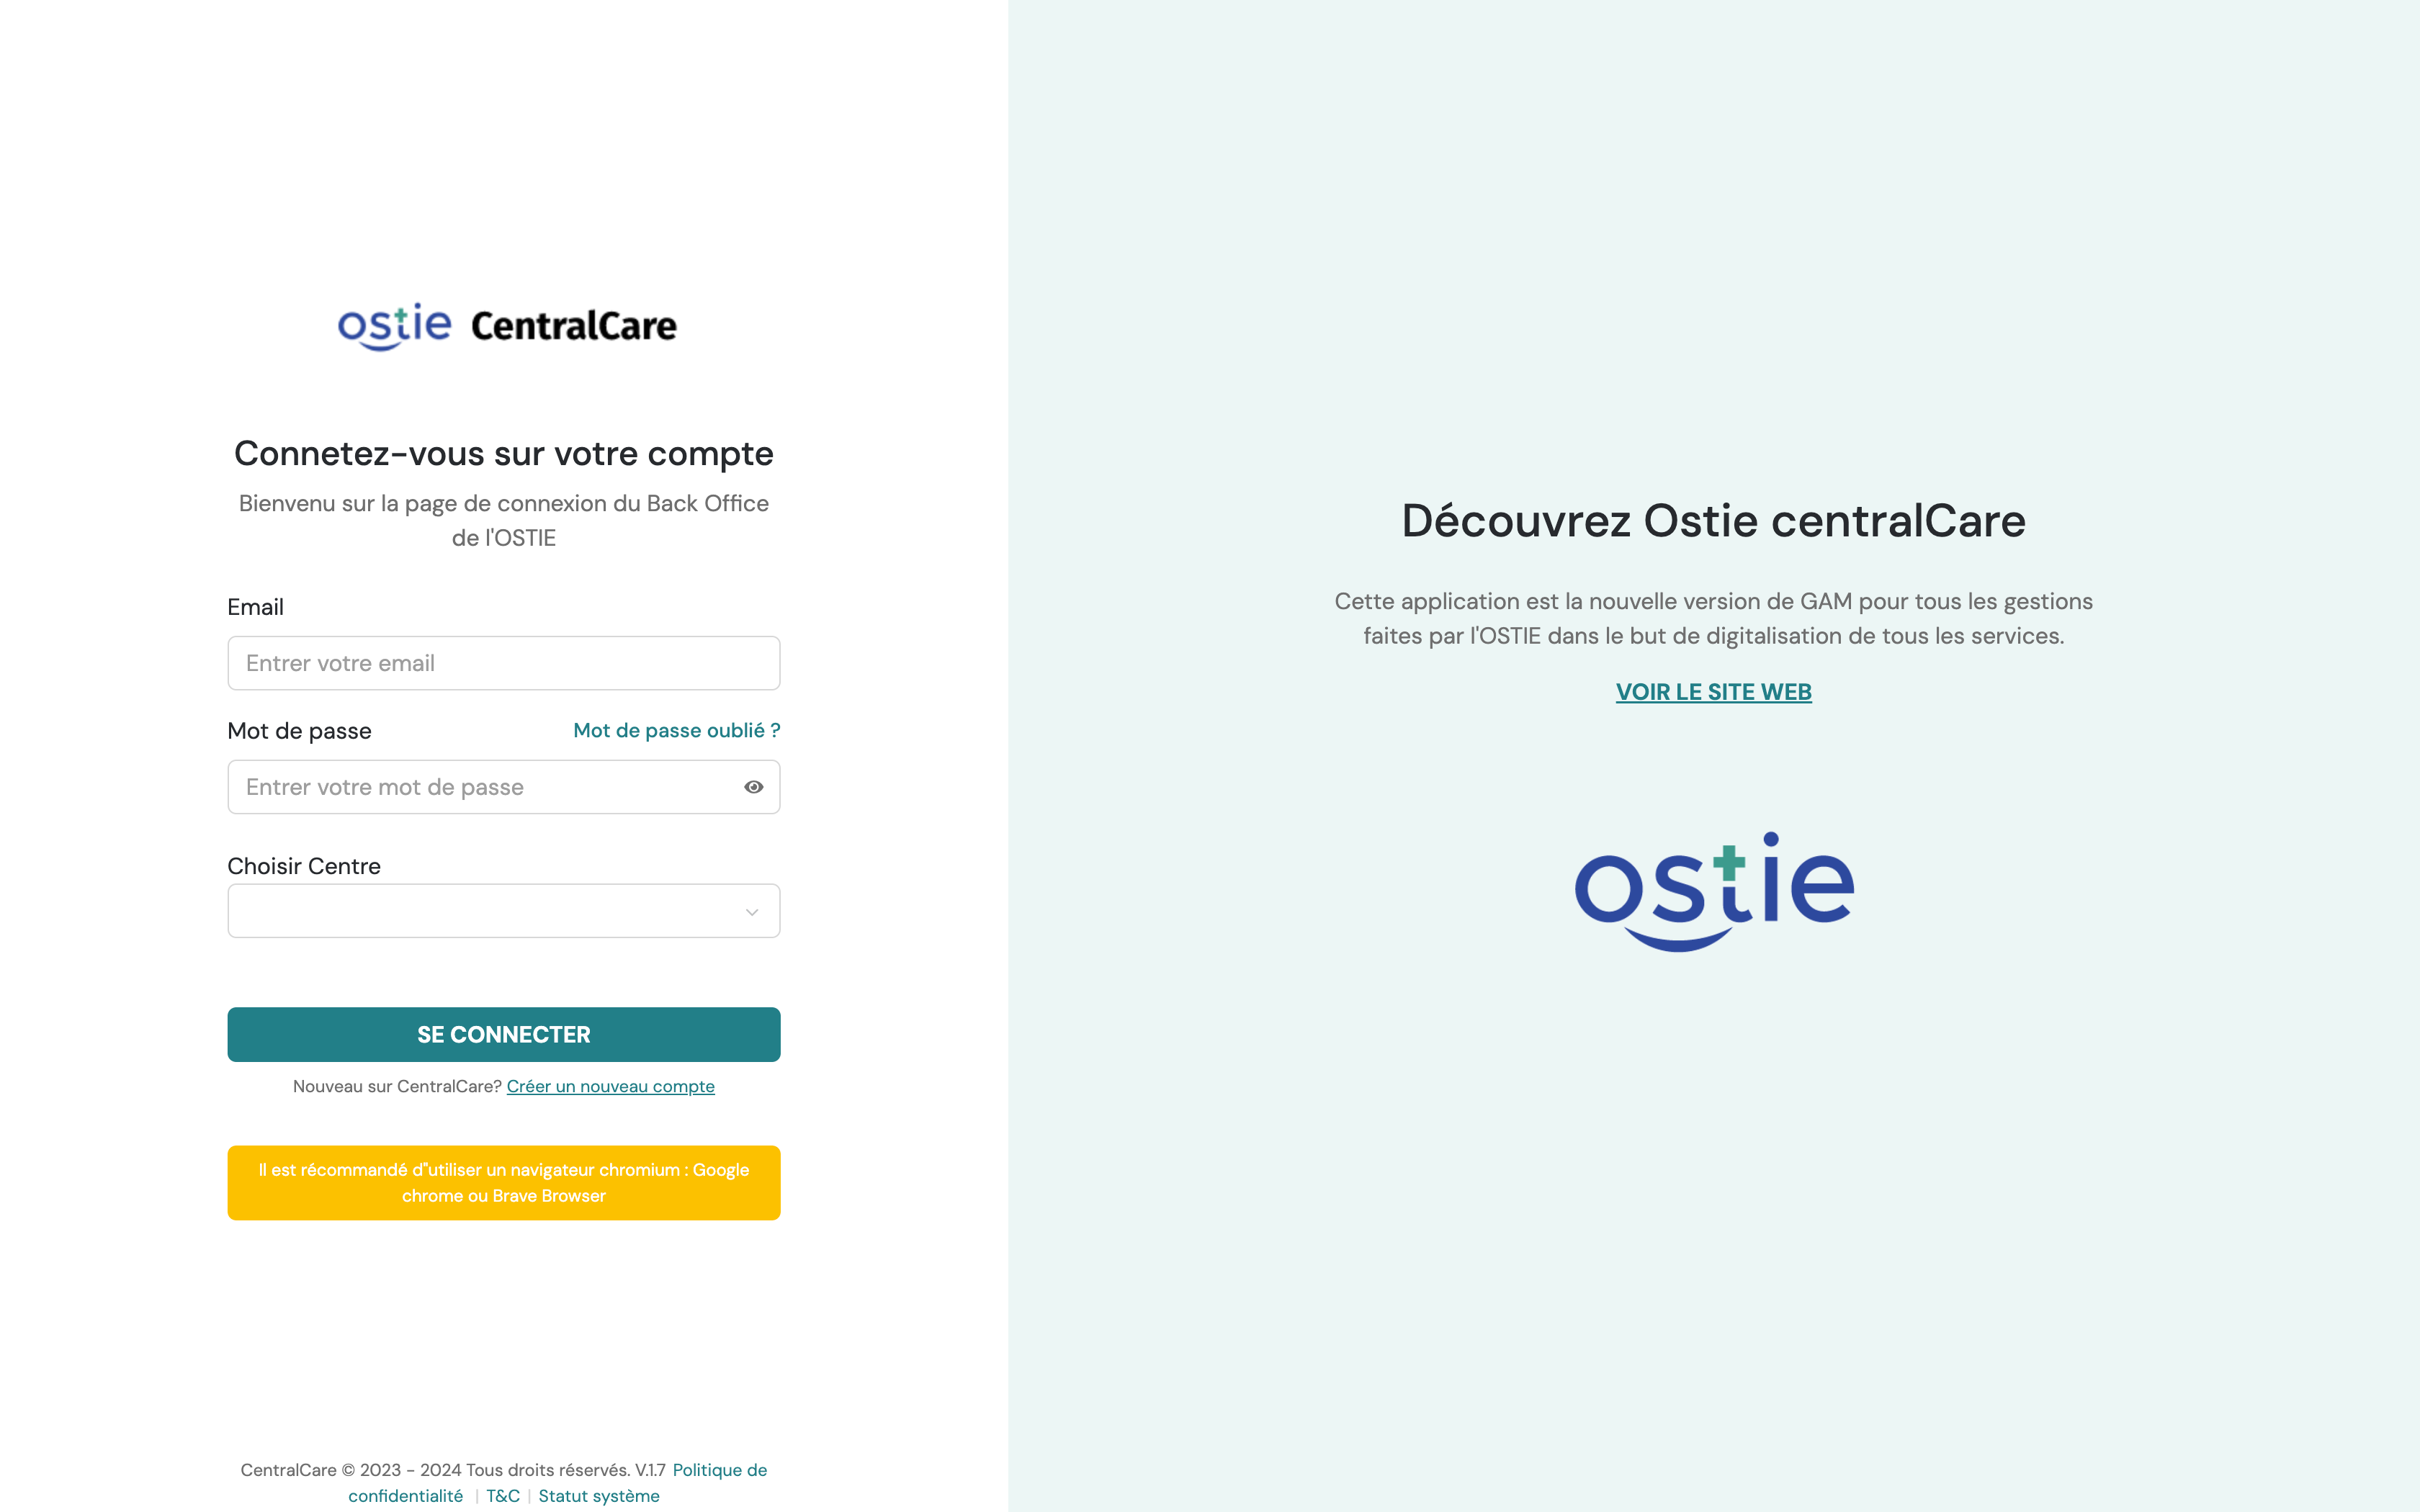 ostie CentralCare
Connetez-vous sur votre compte
Bienvenu sur la page de connexion du Back Office
de l'OSTIE
Email
Entrer votre email
Mot de passe
Mot de passe oublié ?
Entrer votre mot de passe
Choisir Centre
SE CONNECTER
Nouveau sur CentralCare? Créer un nouveau compte
Il est récommandé d"utiliser un navigateur chromium : Google
chrome ou Brave Browser
CentralCare © 2023 - 2024 Tous droits réservés. V.1.7 Politique de
confidentialité | T&C | Statut système
Découvrez Ostie centralCare
Cette application est la nouvelle version de GAM pour tous les gestions
faites par l'OSTIE dans le but de digitalisation de tous les services.
VOIR LE SITE WEB
ostie